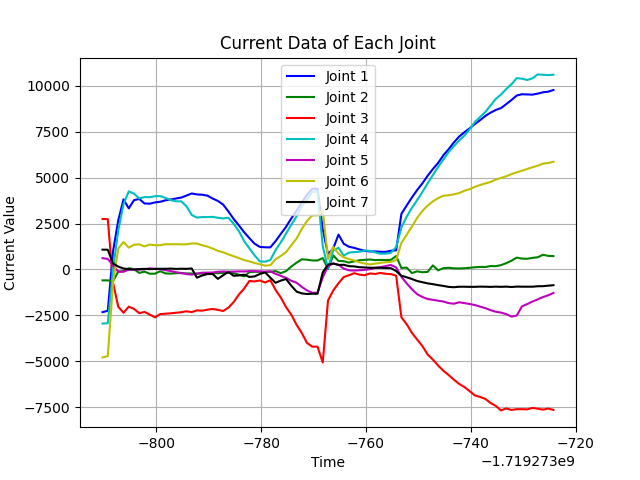 Current Data of Each Joint
Joint 1
Joint 2
Joint 3
Joint 4
Joint 5
Joint 6
Joint 7
Current Value
10000
7500
5000
2500
0
−2500
−5000
−7500
−800 −780 −760 −740 −720
Time
−1.719273e9